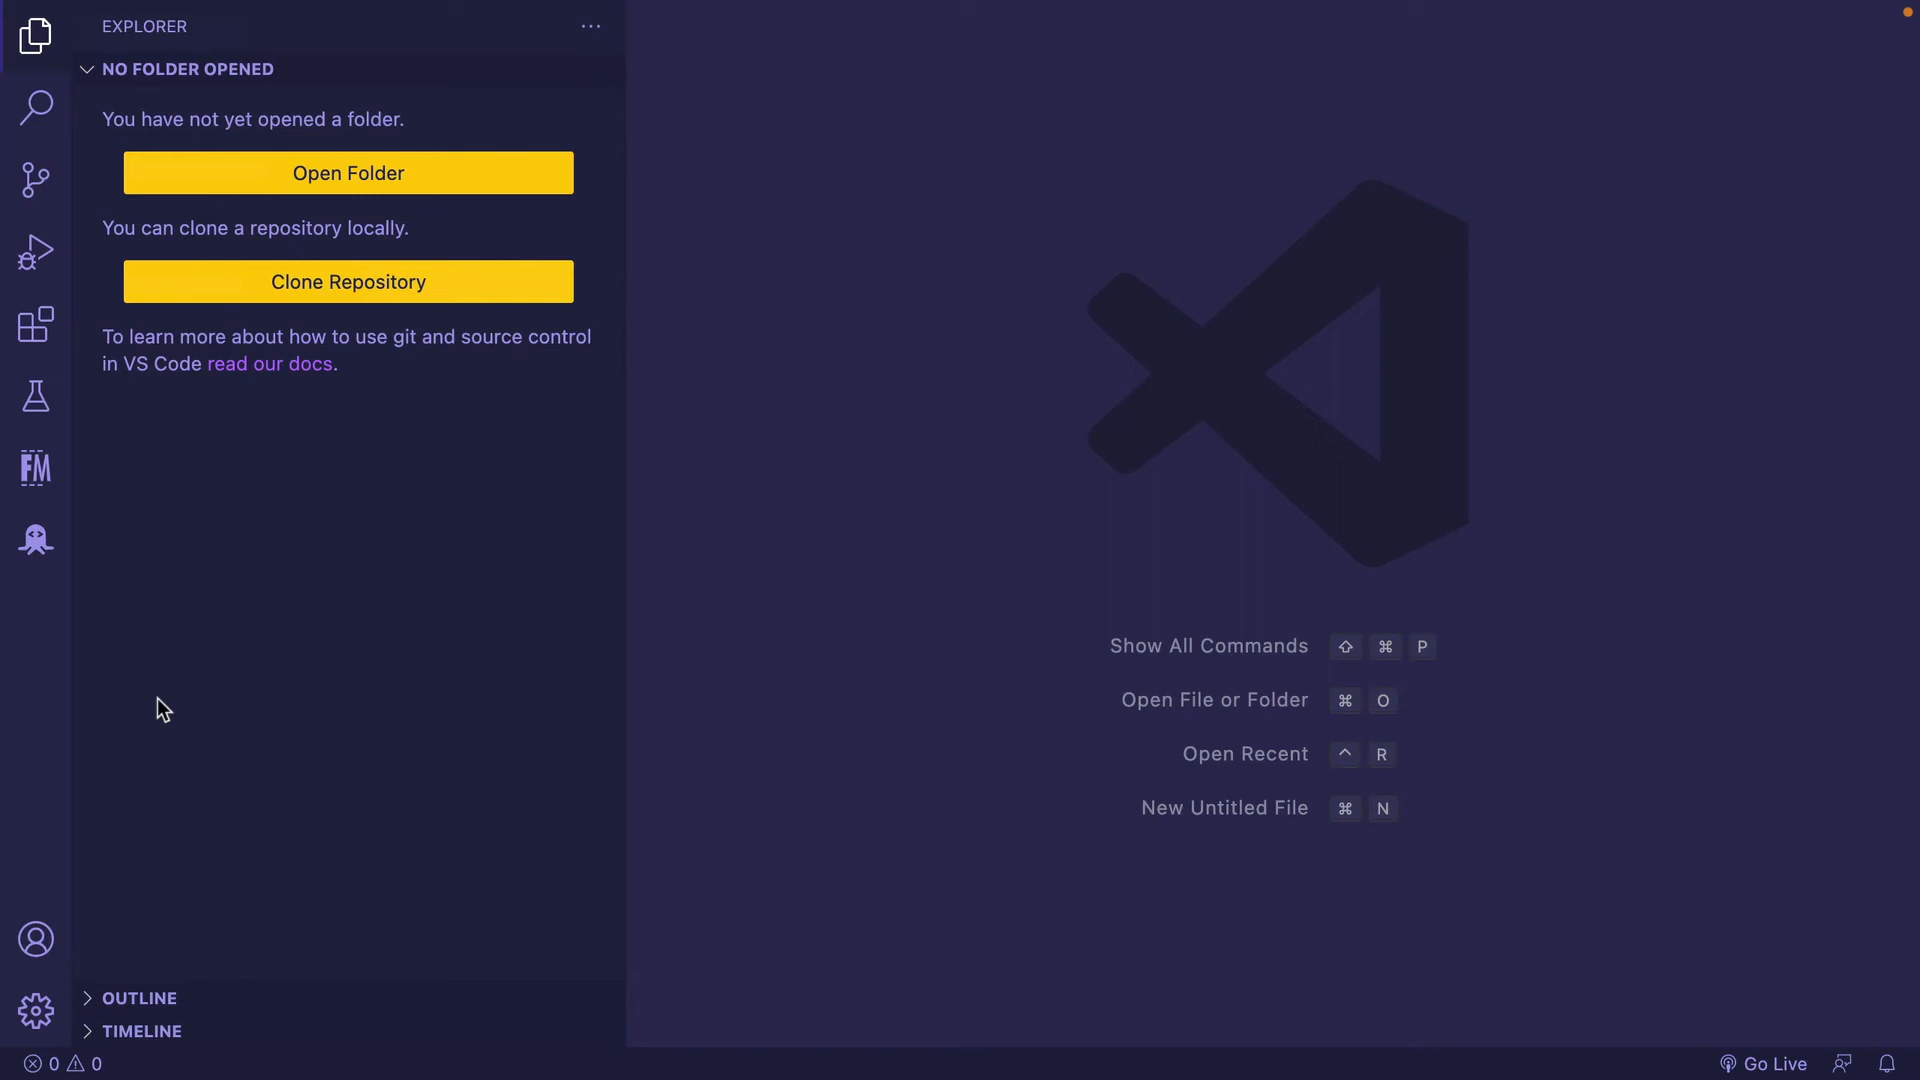 EXPLORER
NO FOLDER OPENED
You have not yet opened a folder.
Open Folder
You can clone a repository locally.
Clone Repository
To learn more about how to use git and source control
in VS Code read our docs.
FM
Show All Commands ⇧ ⌘ P
Open File or Folder ⌘ O
Open Recent ^ R
New Untitled File ⌘ N
OUTLINE
TIMELINE
0 0
Go Live